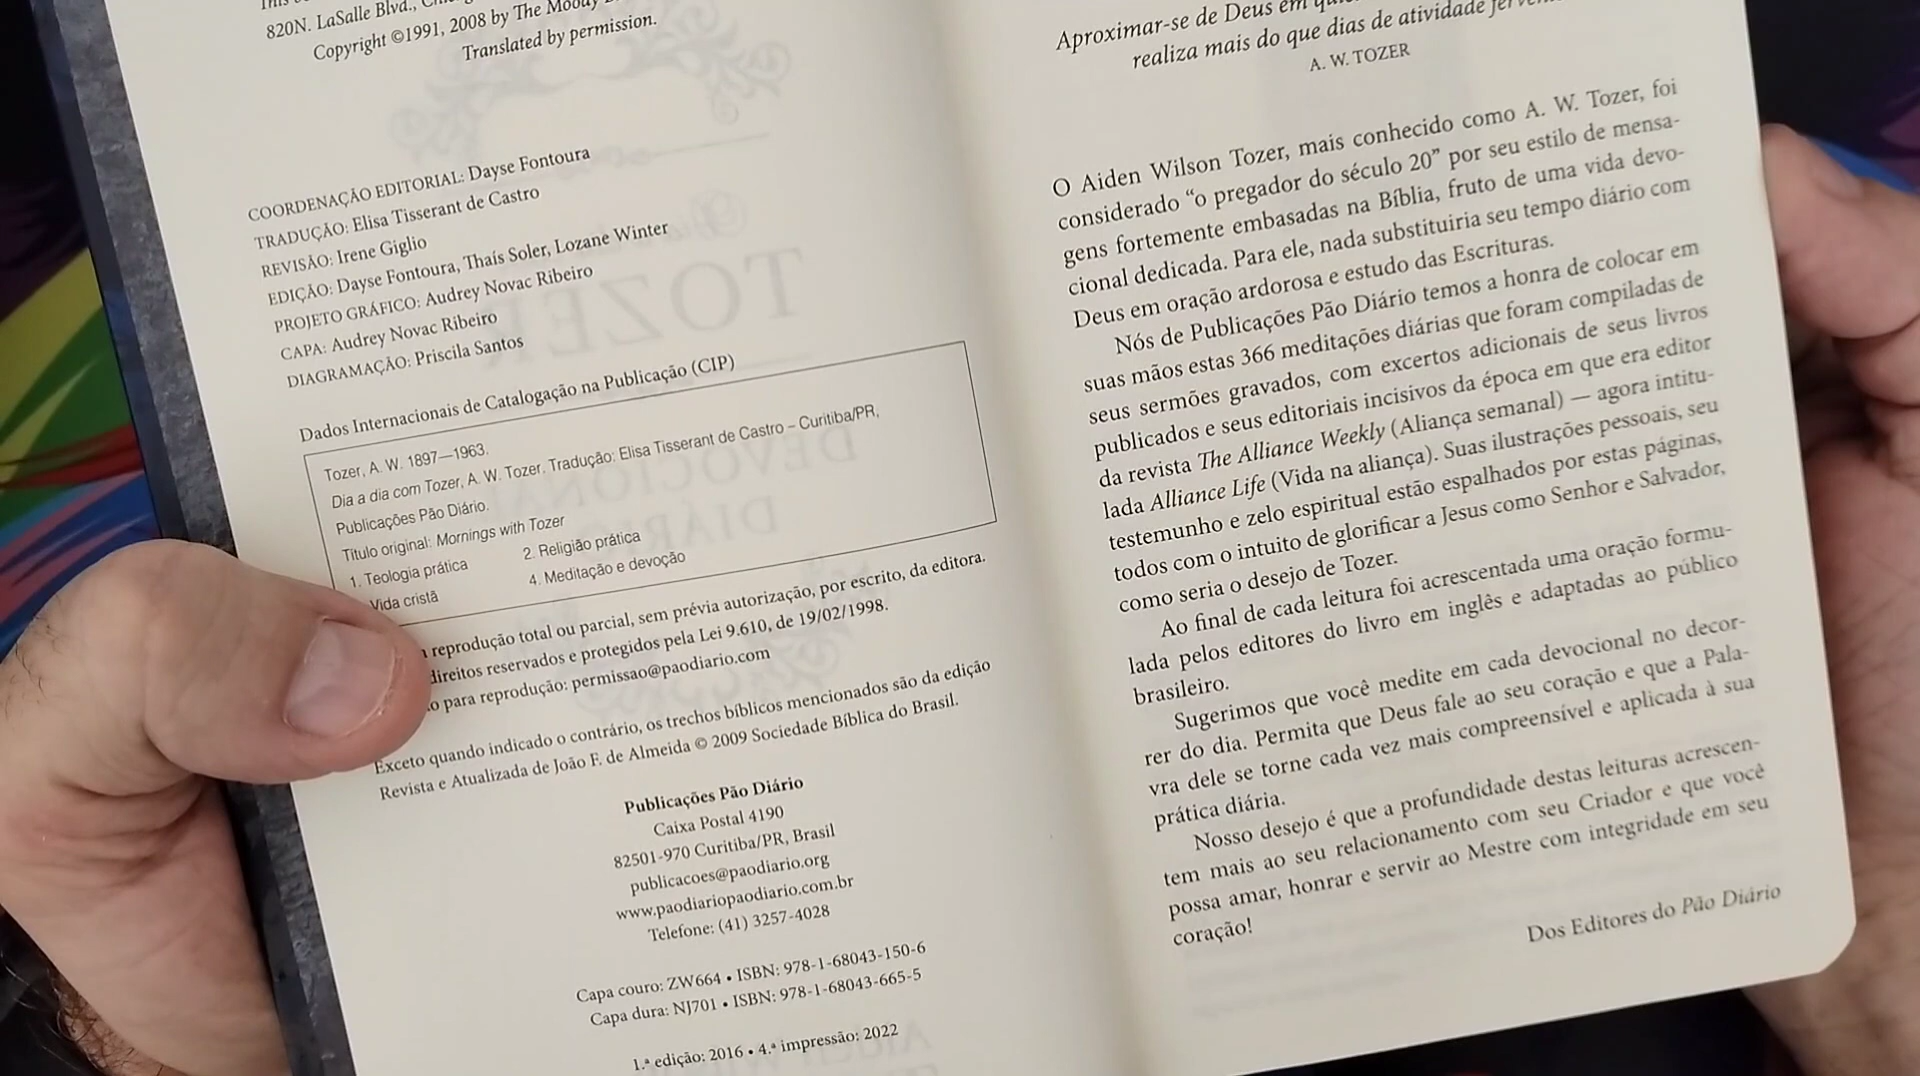 820N. LaSalle Blvd.,
Copyright ©1991, 2008 by The Moody
Translated by permission.
COORDENAÇÃO EDITORIAL: Dayse Fontoura
TRADUÇÃO: Elisa Tisserant de Castro
REVISÃO: Irene Giglio
EDIÇÃO: Dayse Fontoura, Thaís Soler, Lozane Winter
PROJETO GRÁFICO: Audrey Novac Ribeiro
CAPA: Audrey Novac Ribeiro
DIAGRAMAÇÃO: Priscila Santos
Dados Internacionais de Catalogação na Publicação (CIP)
Tozer, A. W. 1897—1963.
Dia a dia com Tozer, A. W. Tozer. Tradução: Elisa Tisserant de Castro – Curitiba/PR,
Publicações Pão Diário.
Título original: Mornings with Tozer
1. Teologia prática 2. Religião prática
Vida cristã 4. Meditação e devoção
reprodução total ou parcial, sem prévia autorização, por escrito, da editora.
direitos reservados e protegidos pela Lei 9.610, de 19/02/1998.
para reprodução: permissao@paodiario.com
Exceto quando indicado o contrário, os trechos bíblicos mencionados são da edição
Revista e Atualizada de João F. de Almeida © 2009 Sociedade Bíblica do Brasil.
Publicações Pão Diário
Caixa Postal 4190
82501-970 Curitiba/PR, Brasil
publicacoes@paodiario.org
www.paodiariopaodiario.com.br
Telefone: (41) 3257-4028
Capa couro: ZW664 • ISBN: 978-1-68043-150-6
Capa dura: NJ701 • ISBN: 978-1-68043-665-5
1.ª edição: 2016 • 4.ª impressão: 2022
Aproximar-se de Deus em
realiza mais do que dias de atividade
A. W. TOZER
O Aiden Wilson Tozer, mais conhecido como A. W. Tozer, foi
considerado “o pregador do século 20” por seu estilo de mensa-
gens fortemente embasadas na Bíblia, fruto de uma vida devo-
cional dedicada. Para ele, nada substituiria seu tempo diário com
Deus em oração ardorosa e estudo das Escrituras.
Nós de Publicações Pão Diário temos a honra de colocar em
suas mãos estas 366 meditações diárias que foram compiladas de
seus sermões gravados, com excertos adicionais de seus livros
publicados e seus editoriais incisivos da época em que era editor
da revista The Alliance Weekly (Aliança semanal) — agora intitu-
lada Alliance Life (Vida na aliança). Suas ilustrações pessoais, seu
testemunho e zelo espiritual estão espalhados por estas páginas,
todos com o intuito de glorificar a Jesus como Senhor e Salvador,
como seria o desejo de Tozer.
Ao final de cada leitura foi acrescentada uma oração formu-
lada pelos editores do livro em inglês e adaptadas ao público
brasileiro.
Sugerimos que você medite em cada devocional no decor-
rer do dia. Permita que Deus fale ao seu coração e que a Pala-
vra dele se torne cada vez mais compreensível e aplicada à sua
prática diária.
Nosso desejo é que a profundidade destas leituras acrescen-
tem mais ao seu relacionamento com seu Criador e que você
possa amar, honrar e servir ao Mestre com integridade em seu
coração!
Dos Editores do Pão Diário